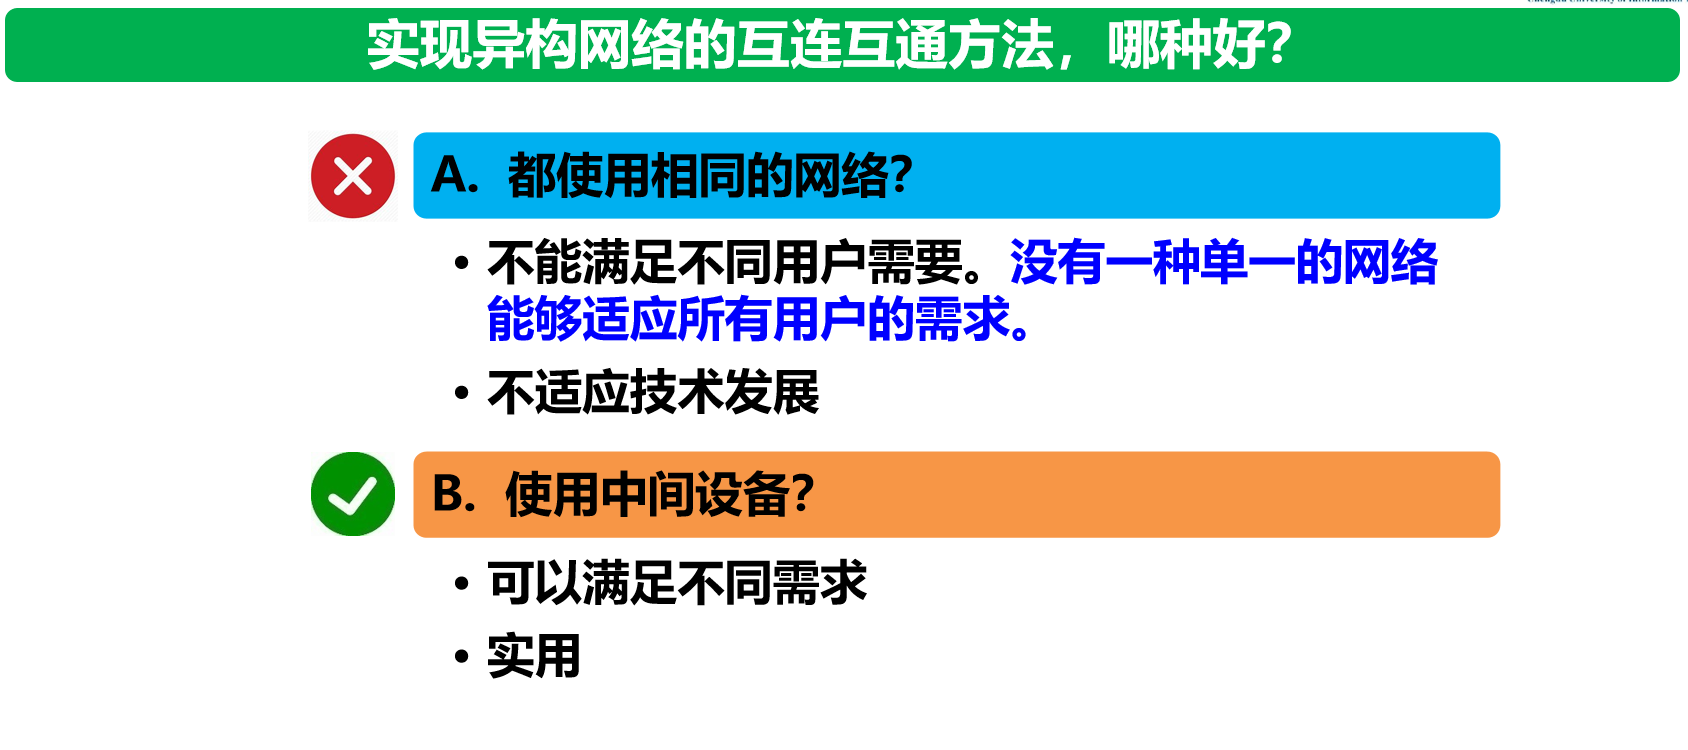 实现异构网络的互连互通方法，哪种好？
A. 都使用相同的网络？
• 不能满足不同用户需要。没有一种单一的网络
能够适应所有用户的需求。
• 不适应技术发展
B. 使用中间设备？
• 可以满足不同需求
• 实用